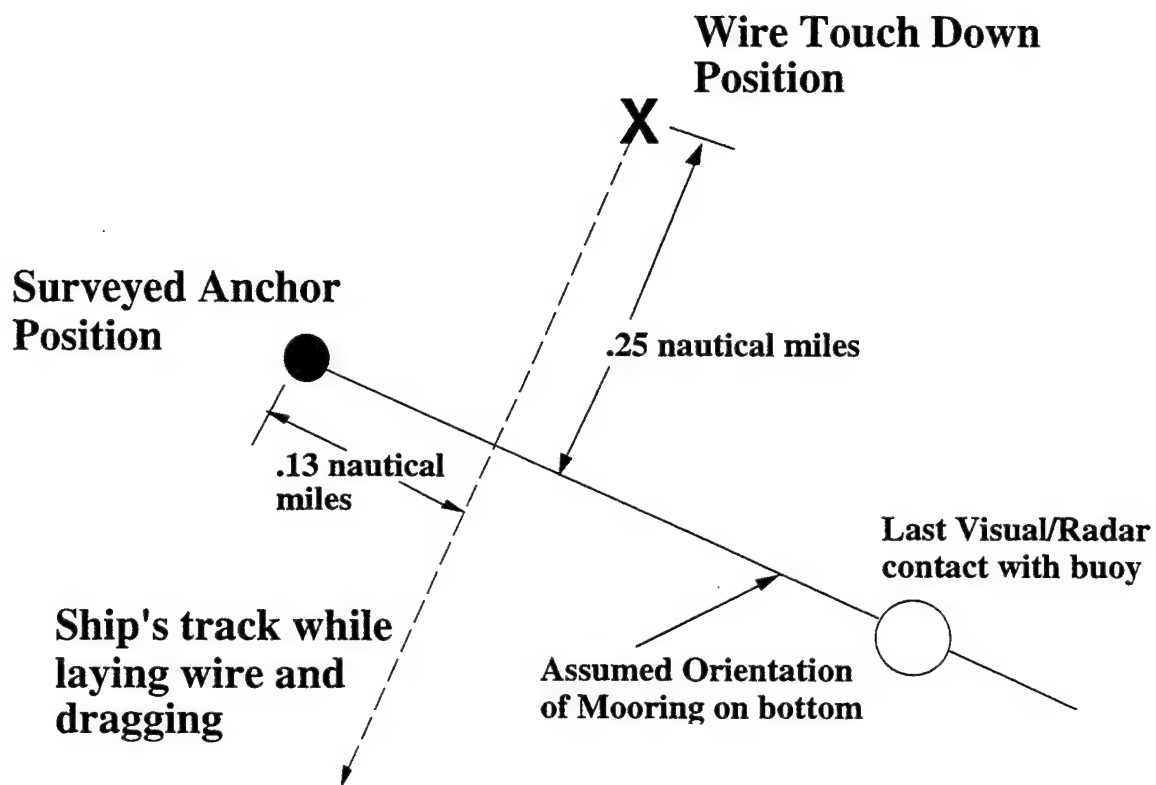 Wire Touch Down
Position
X
Surveyed Anchor
Position
.25 nautical miles
.13 nautical
miles
Last Visual/Radar
contact with buoy
Ship's track while
laying wire and
dragging
Assumed Orientation
of Mooring on bottom